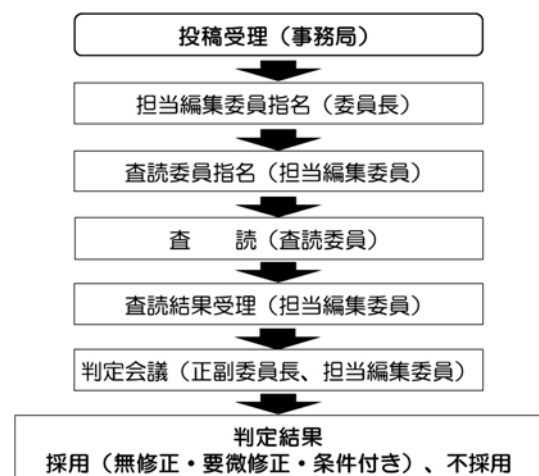 投稿受理（事務局）
担当編集委員指名（委員長）
査読委員指名（担当編集委員）
査　　読（査読委員）
査読結果受理（担当編集委員）
判定会議（正副委員長、担当編集委員）
判定結果
採用（無修正・要微修正・条件付き）、不採用